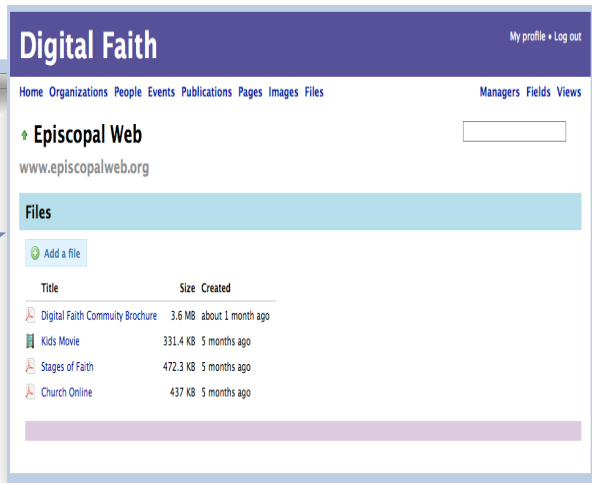 Digital Faith
My profile • Log out
Home Organizations People Events Publications Pages Images Files
Managers Fields Views
Episcopal Web
www.episcopalweb.org
Files
Add a file
Title Size Created
Digital Faith Commuity Brochure 3.6 MB about 1 month ago
Kids Movie 331.4 KB 5 months ago
Stages of Faith 472.3 KB 5 months ago
Church Online 437 KB 5 months ago